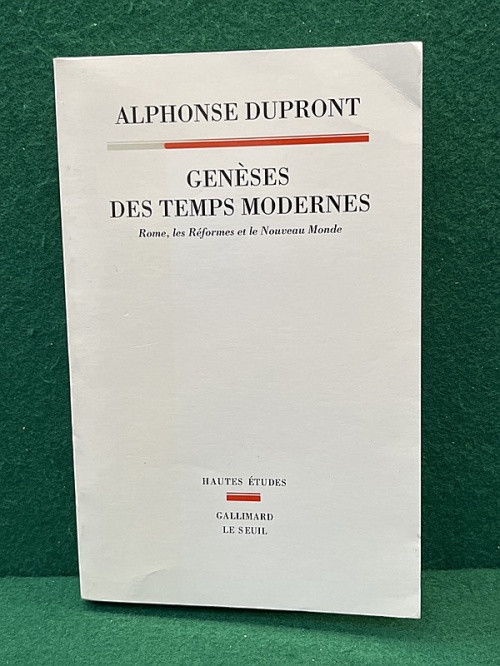 ALPHONSE DUPRONT
GENÈSES
DES TEMPS MODERNES
Rome, les Réformes et le Nouveau Monde
HAUTES ÉTUDES
GALLIMARD
LE SEUIL